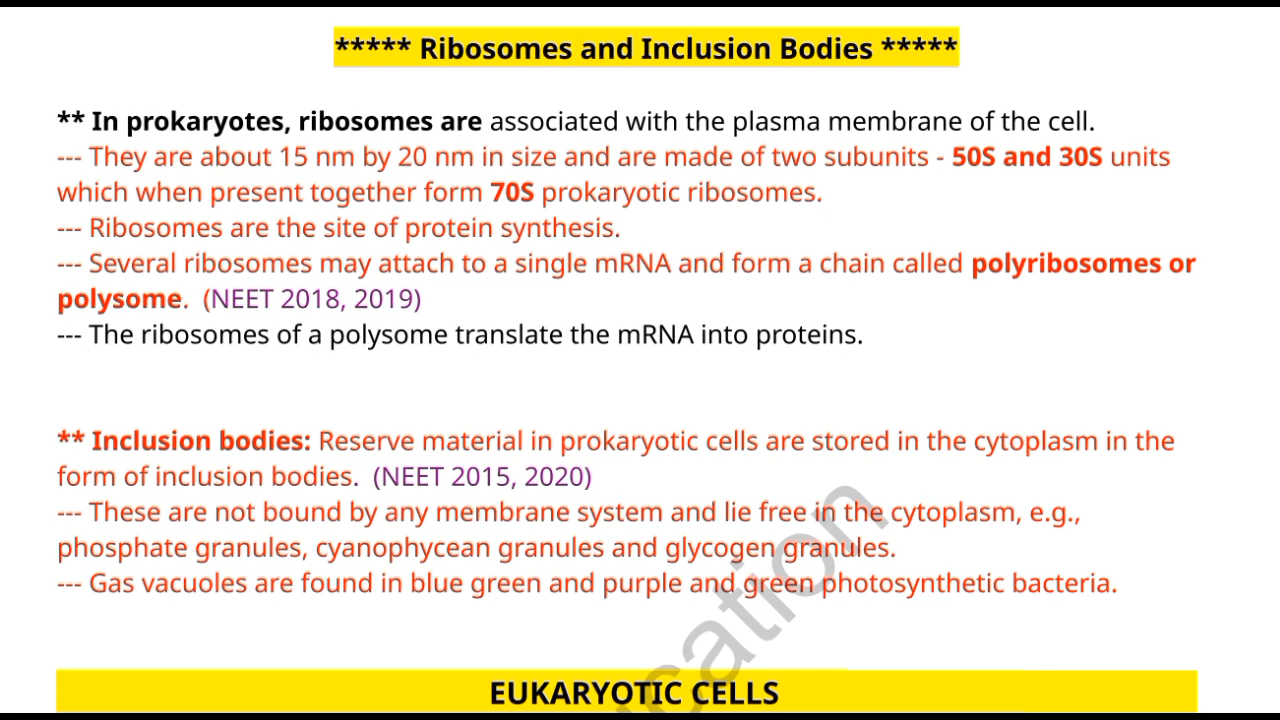 ***** Ribosomes and Inclusion Bodies *****
** In prokaryotes, ribosomes are associated with the plasma membrane of the cell.
--- They are about 15 nm by 20 nm in size and are made of two subunits - 50S and 30S units
which when present together form 70S prokaryotic ribosomes.
--- Ribosomes are the site of protein synthesis.
--- Several ribosomes may attach to a single mRNA and form a chain called polyribosomes or
polysome. (NEET 2018, 2019)
--- The ribosomes of a polysome translate the mRNA into proteins.
** Inclusion bodies: Reserve material in prokaryotic cells are stored in the cytoplasm in the
form of inclusion bodies. (NEET 2015, 2020)
--- These are not bound by any membrane system and lie free in the cytoplasm, e.g.,
phosphate granules, cyanophycean granules and glycogen granules.
--- Gas vacuoles are found in blue green and purple and green photosynthetic bacteria.
EUKARYOTIC CELLS